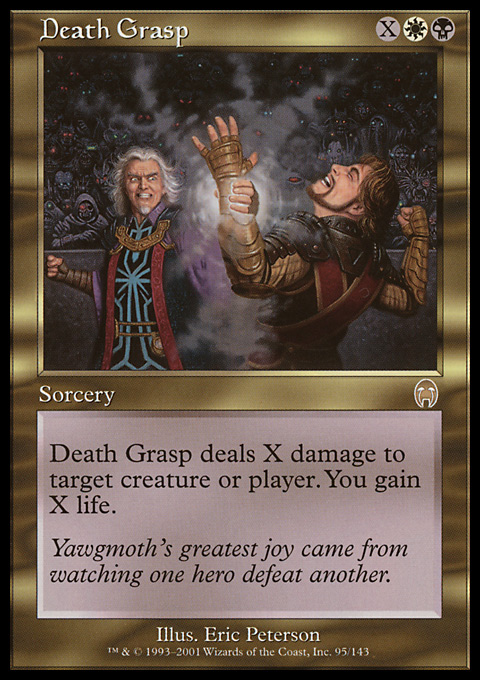 Death Grasp X
Sorcery
Death Grasp deals X damage to
target creature or player. You gain
X life.
Yawgmoth's greatest joy came from
watching one hero defeat another.
Illus. Eric Peterson
™ & © 1993–2001 Wizards of the Coast, Inc. 95/143